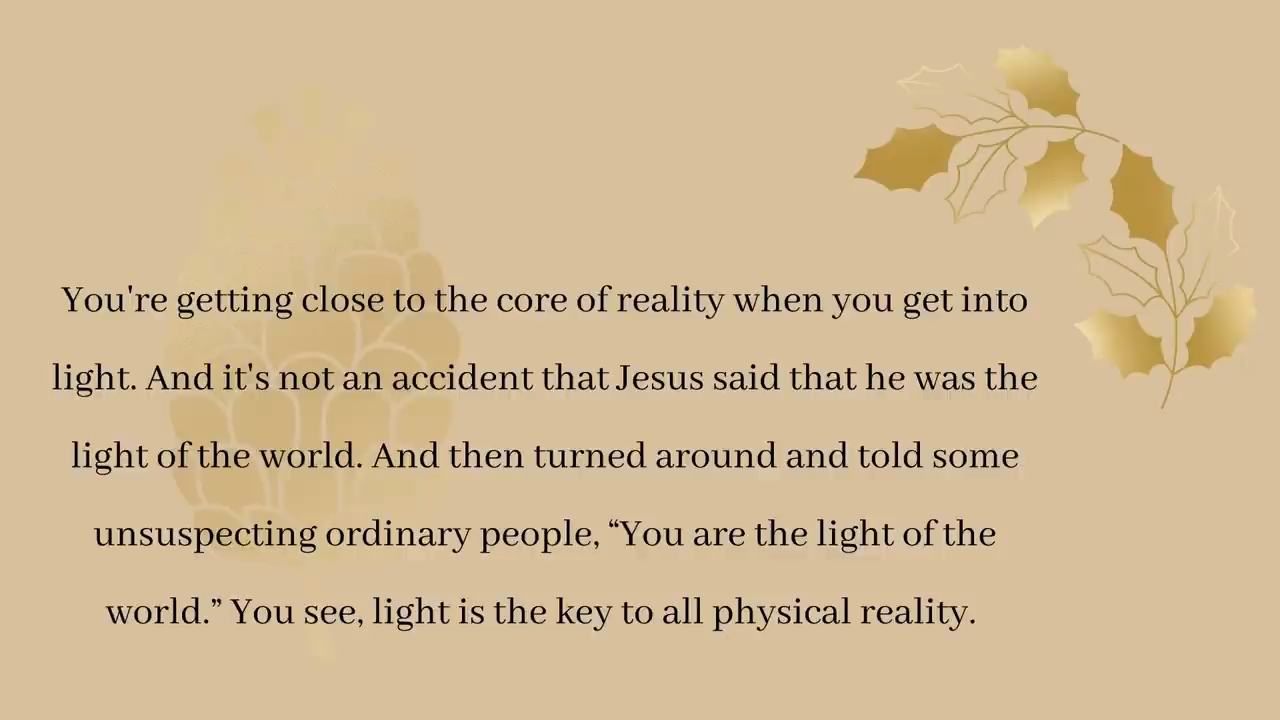 You're getting close to the core of reality when you get into
light. And it's not an accident that Jesus said that he was the
light of the world. And then turned around and told some
unsuspecting ordinary people, “You are the light of the
world.” You see, light is the key to all physical reality.